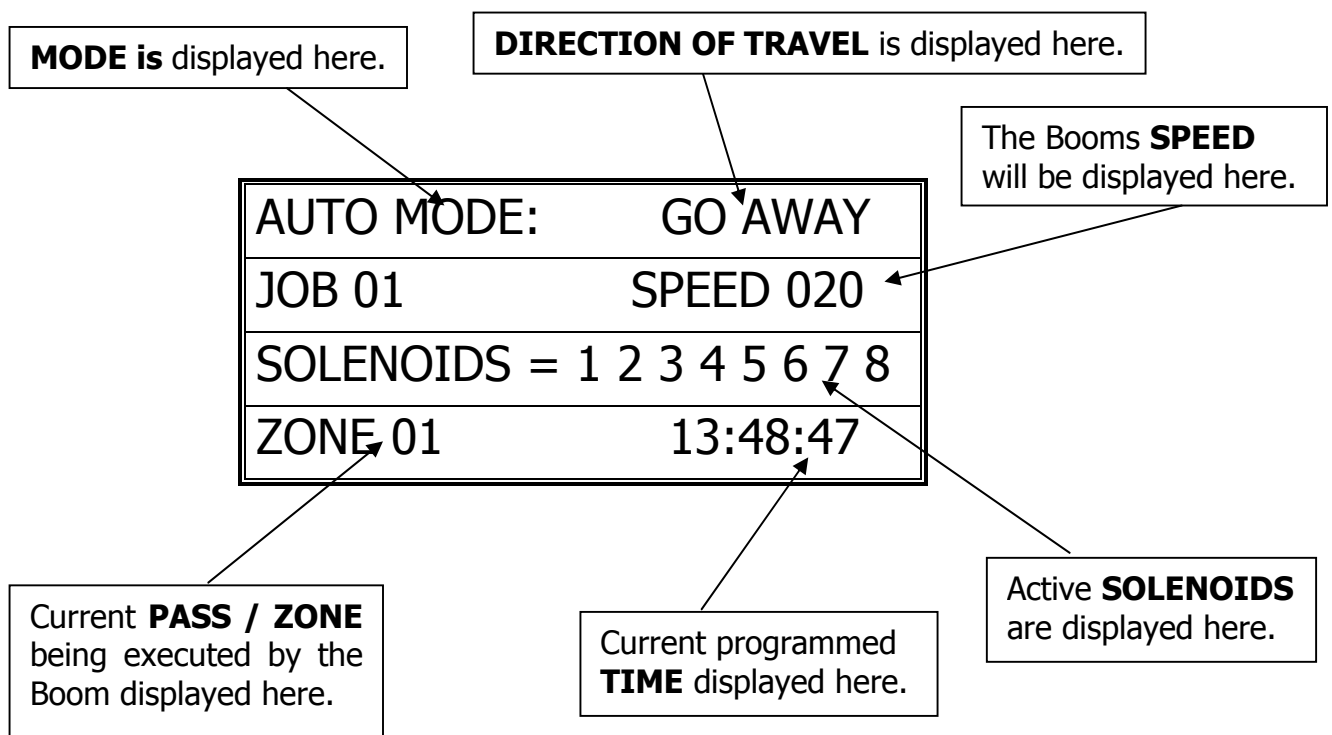 MODE is displayed here.
DIRECTION OF TRAVEL is displayed here.
The Booms SPEED
will be displayed here.
AUTO MODE: GO AWAY
JOB 01 SPEED 020
SOLENOIDS = 1 2 3 4 5 6 7 8
ZONE 01 13:48:47
Current PASS / ZONE
being executed by the
Boom displayed here.
Current programmed
TIME displayed here.
Active SOLENOIDS
are displayed here.